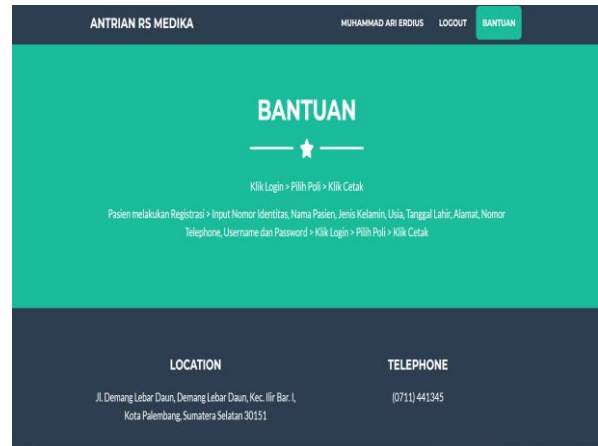 ANTRIAN RS MEDIKA
MUHAMMAD ARI ERDIUS LOGOUT BANTUAN
BANTUAN
Klik Login > Pilih Poli > Klik Cetak
Pasien melakukan Registrasi > Input Nomor Identitas, Nama Pasien, Jenis Kelamin, Usia, Tanggal Lahir, Alamat, Nomor
Telephone, Username dan Password > Klik Login > Pilih Poli > Klik Cetak
LOCATION
Jl. Demang Lebar Daun, Demang Lebar Daun, Kec. Ilir Bar. I,
Kota Palembang, Sumatera Selatan 30151
TELEPHONE
(0711) 441345